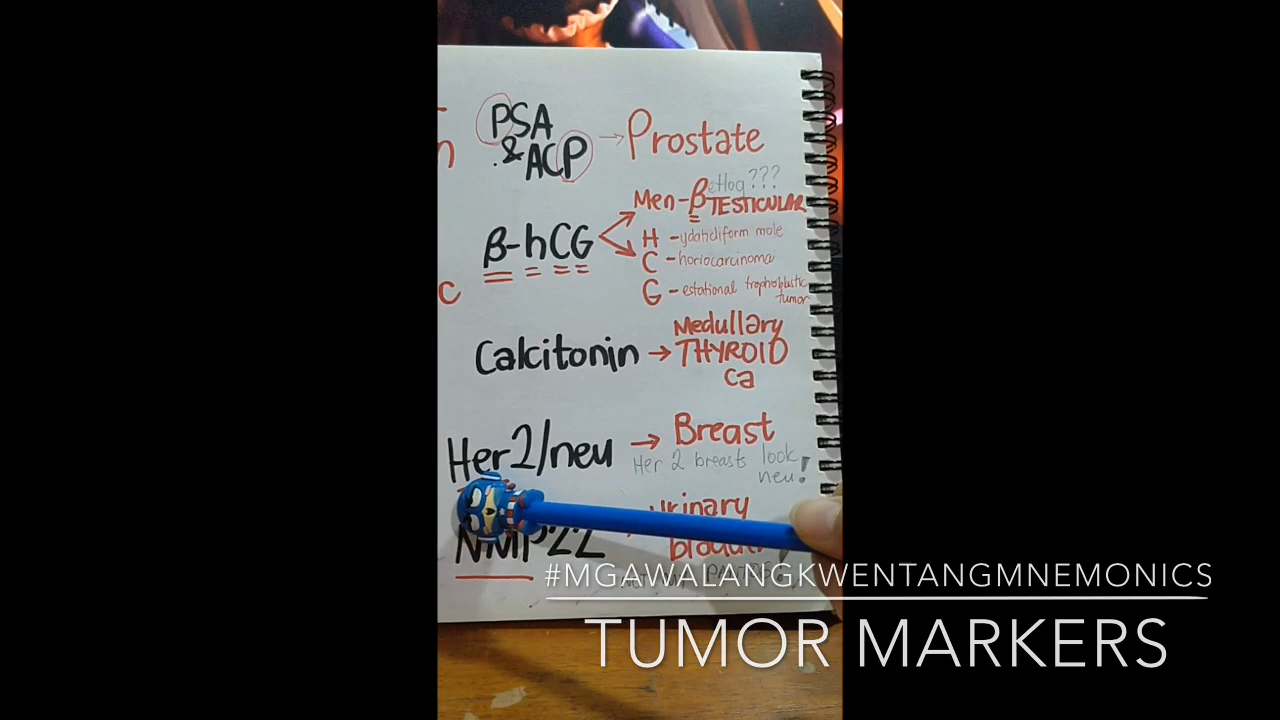 PSA
& ACP → Prostate
β-hCG
Men - βetlog???
TESTICULAR
H - ydatidiform mole
C - horiocarcinoma
G - estational trophoblastic
tumor
Calcitonin → Medullary
THYROID
Ca
Her2/neu → Breast
Her 2 breasts look
neu!
NMP22
urinary
c
#MGAWALANGKWENTANGMNEMONICS
TUMOR MARKERS